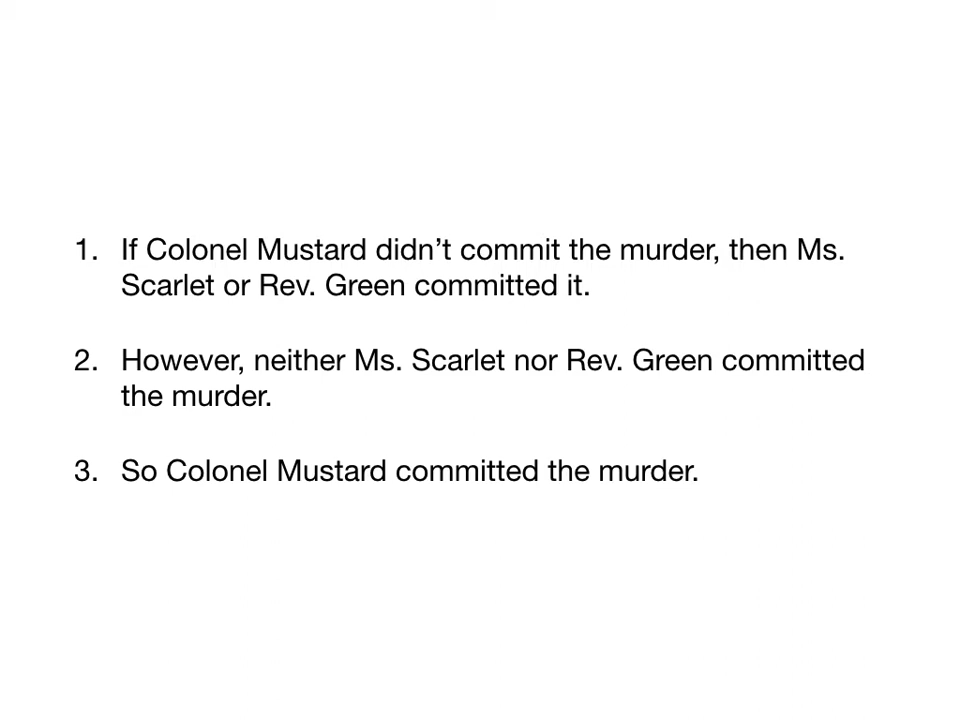 1. If Colonel Mustard didn’t commit the murder, then Ms.
Scarlet or Rev. Green committed it.
2. However, neither Ms. Scarlet nor Rev. Green committed
the murder.
3. So Colonel Mustard committed the murder.